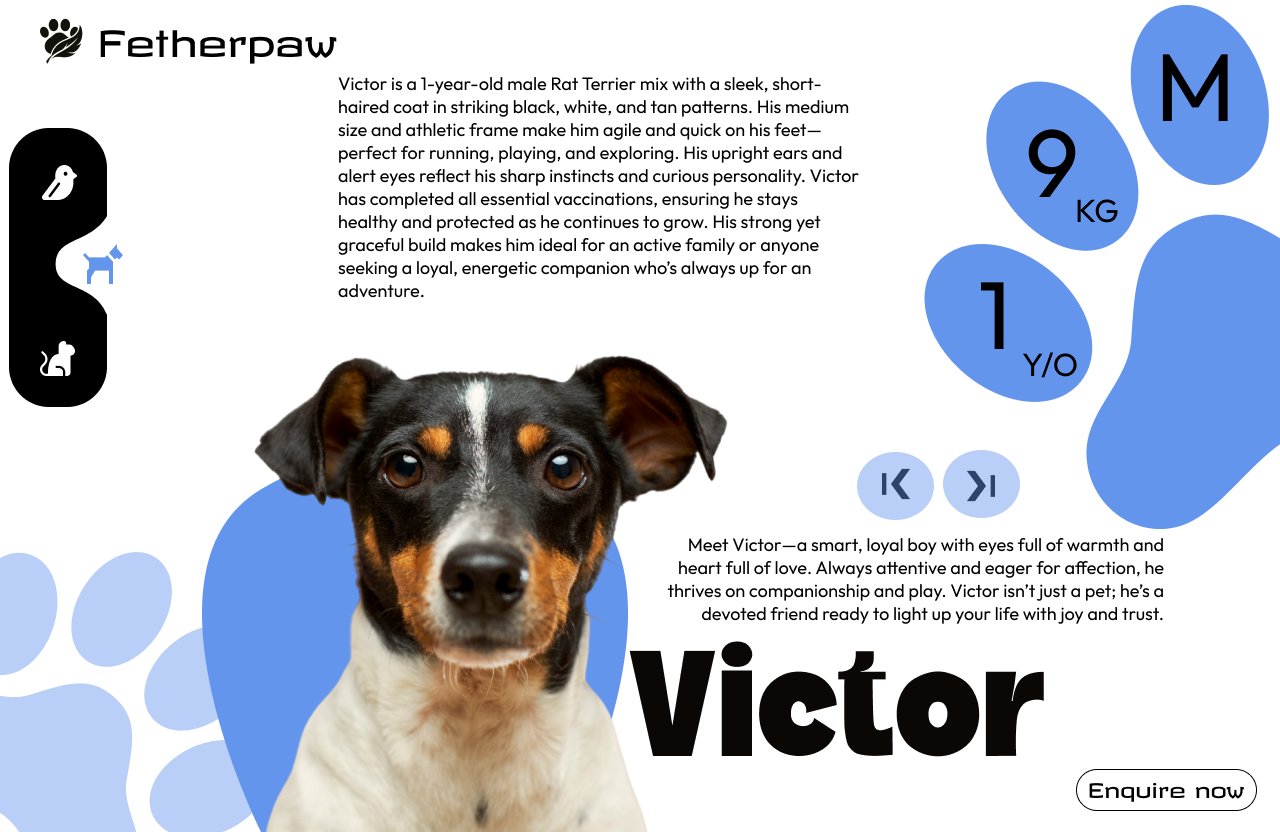 Fetherpaw
Victor is a 1-year-old male Rat Terrier mix with a sleek, short-
haired coat in striking black, white, and tan patterns. His medium
size and athletic frame make him agile and quick on his feet—
perfect for running, playing, and exploring. His upright ears and
alert eyes reflect his sharp instincts and curious personality. Victor
has completed all essential vaccinations, ensuring he stays
healthy and protected as he continues to grow. His strong yet
graceful build makes him ideal for an active family or anyone
seeking a loyal, energetic companion who’s always up for an
adventure.
M
9 KG
1 Y/O
Meet Victor—a smart, loyal boy with eyes full of warmth and
heart full of love. Always attentive and eager for affection, he
thrives on companionship and play. Victor isn’t just a pet; he’s a
devoted friend ready to light up your life with joy and trust.
Victor
Enquire now